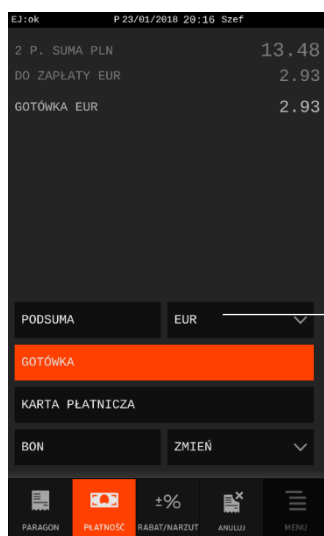 EJ:ok P 23/01/2018 20:16 Szef
2 P. SUMA PLN 13.48
DO ZAPŁATY EUR 2.93
GOTÓWKA EUR 2.93
PODSUMA EUR
GOTÓWKA
KARTA PŁATNICZA
BON ZMIEŃ
±%
PARAGON PŁATNOŚĆ RABAT/NARZUT ANULUJ MENU